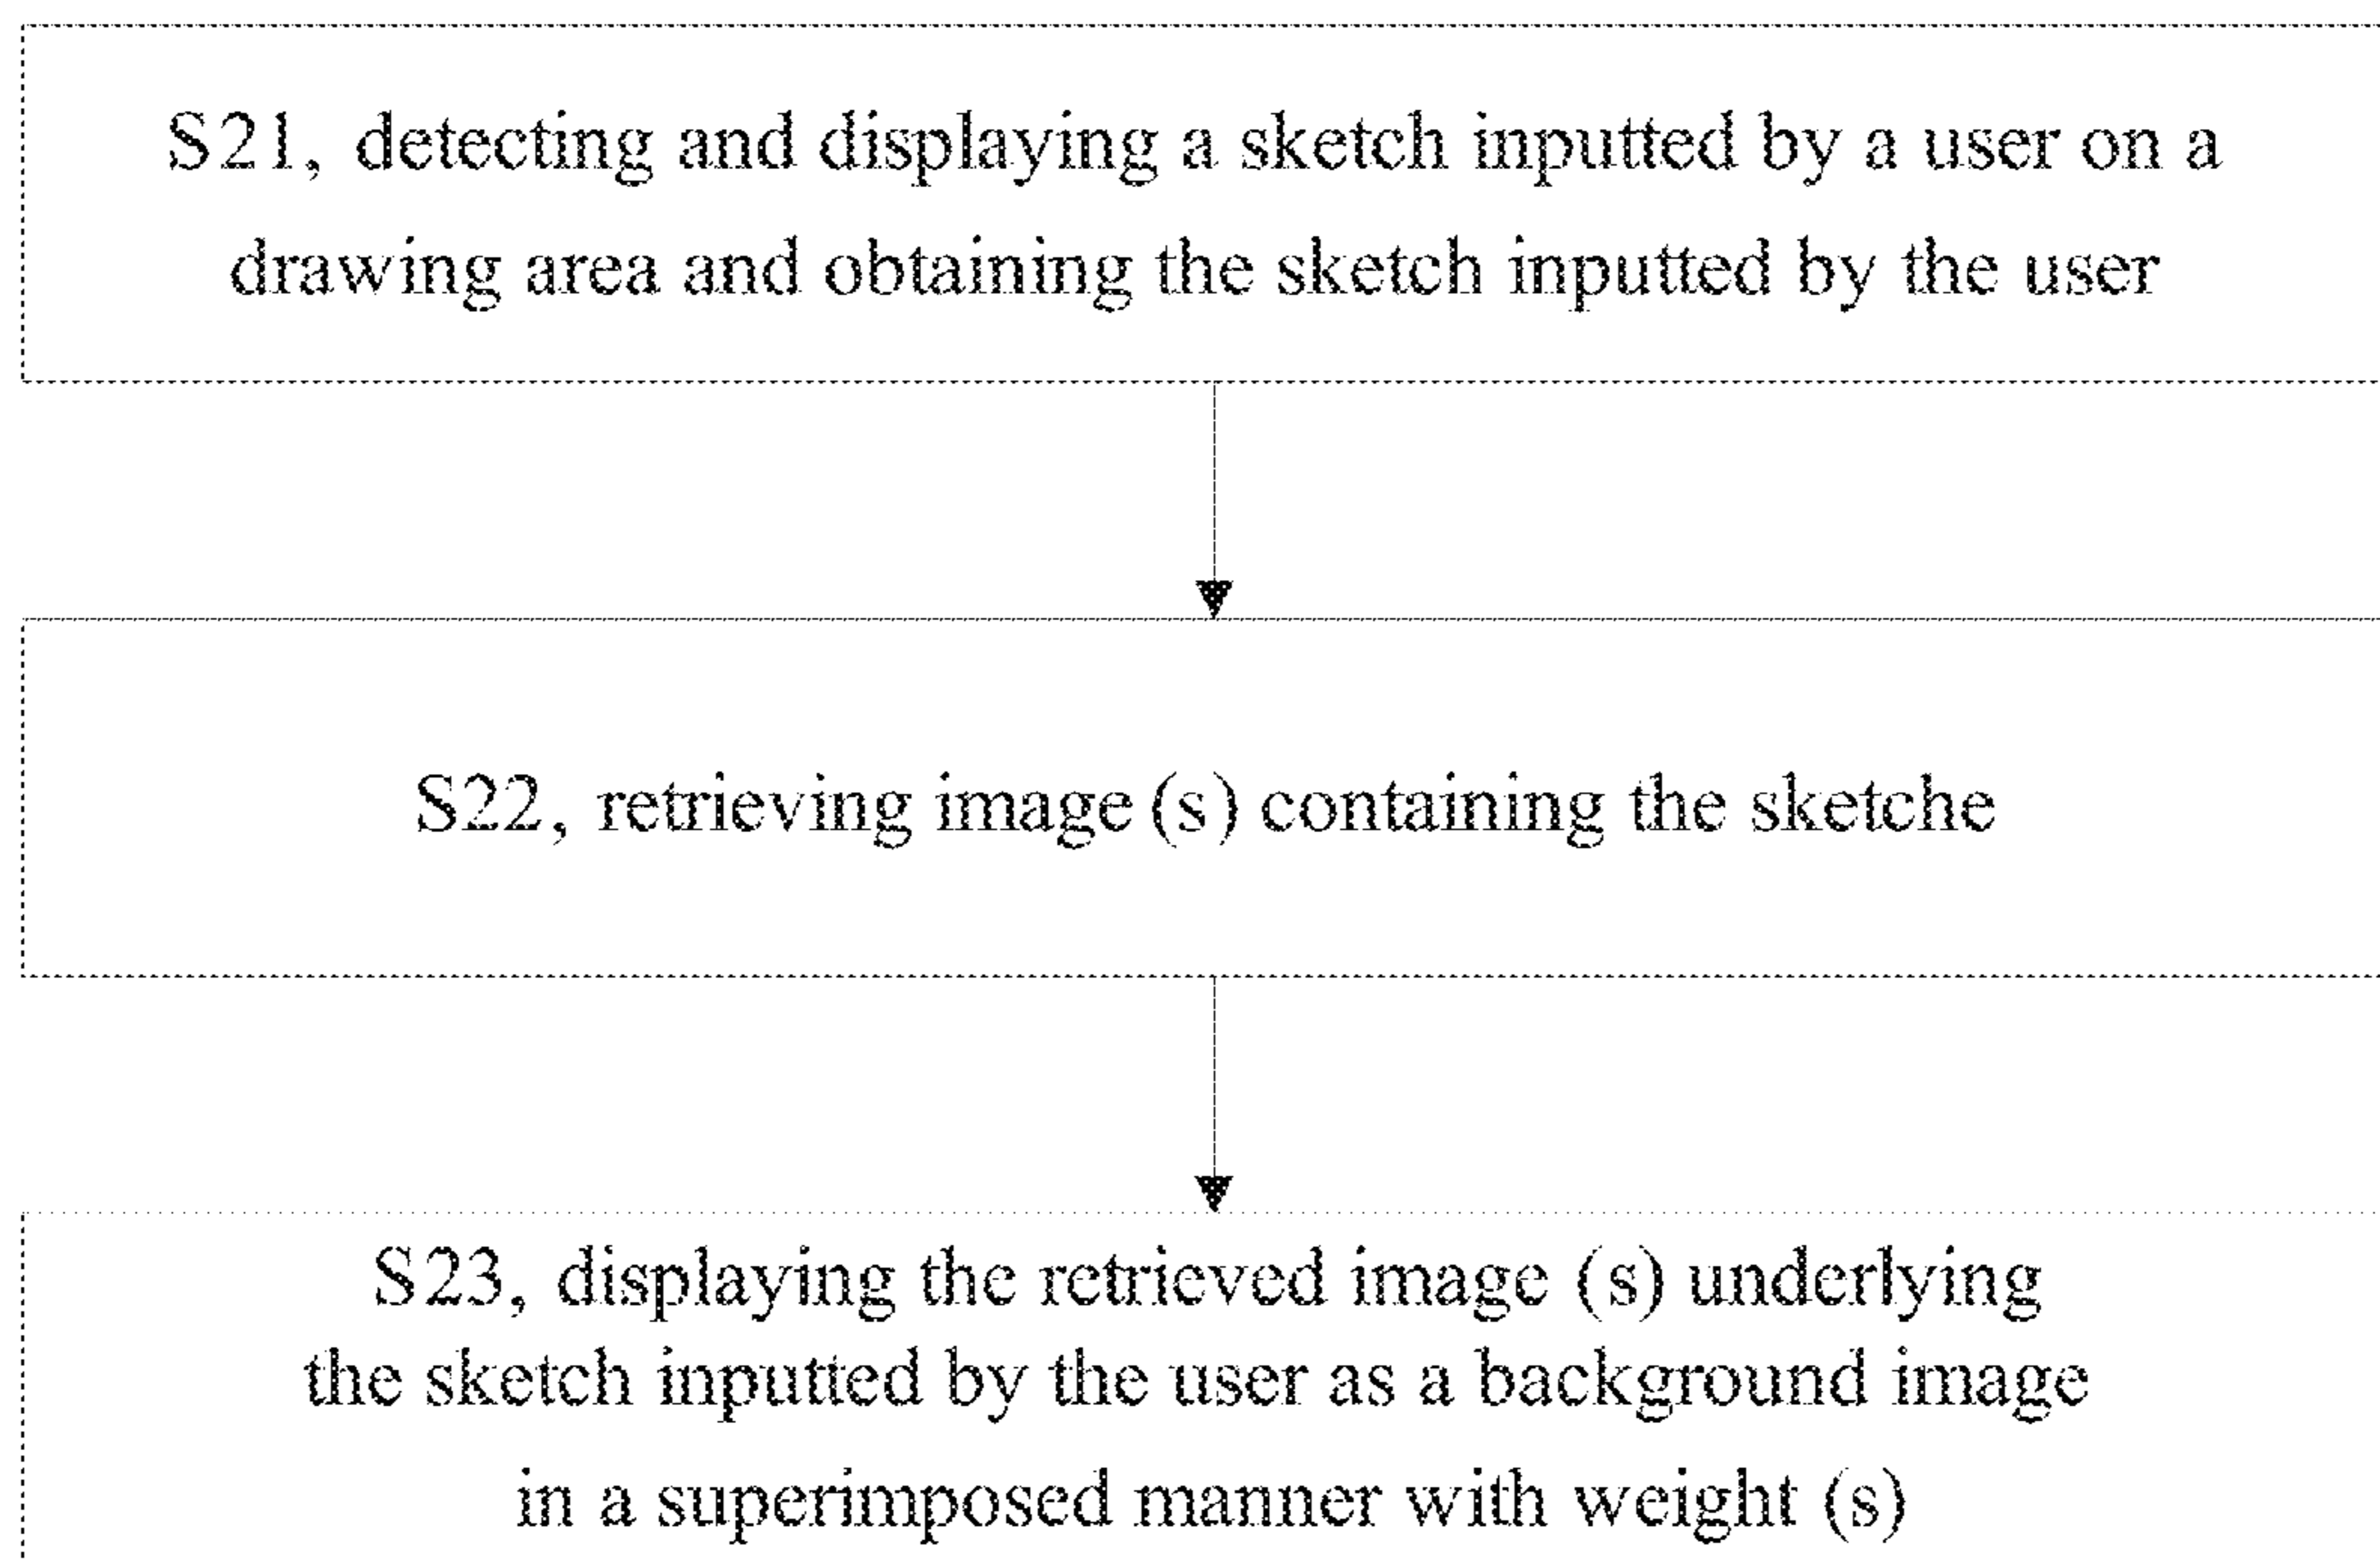 S21, detecting and displaying a sketch inputted by a user on a
drawing area and obtaining the sketch inputted by the user
S22, retrieving image (s) containing the sketche
S23, displaying the retrieved image (s) underlying
the sketch inputted by the user as a background image
in a superimposed manner with weight (s)